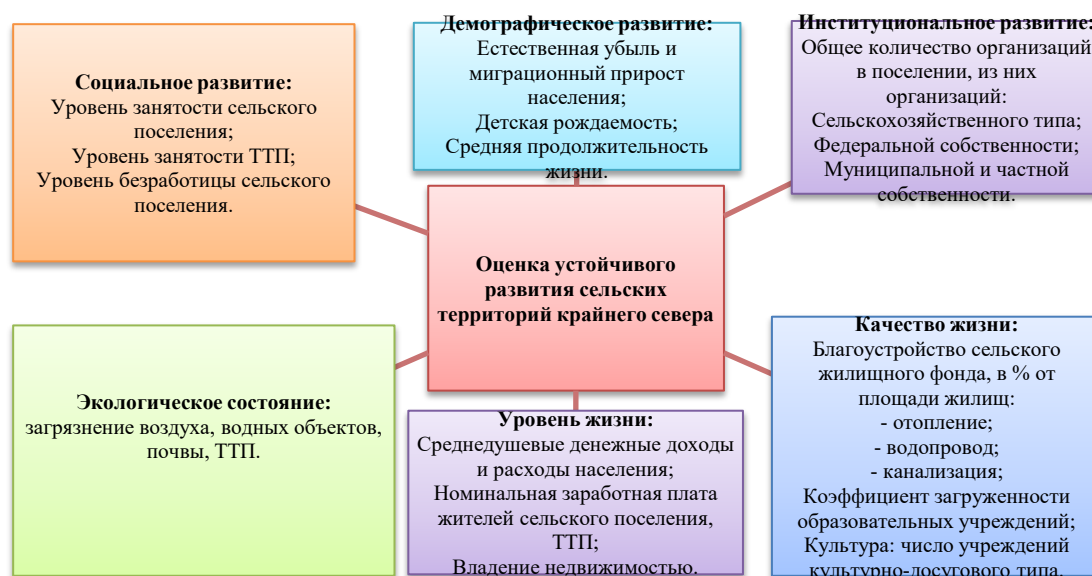 Социальное развитие:
Уровень занятости сельского
поселения;
Уровень занятости ТТП;
Уровень безработицы сельского
поселения.
Демографическое развитие:
Естественная убыль и
миграционный прирост
населения;
Детская рождаемость;
Средняя продолжительность
жизни.
Институциональное развитие:
Общее количество организаций
в поселении, из них
организаций:
Сельскохозяйственного типа;
Федеральной собственности;
Муниципальной и частной
собственности.
Оценка устойчивого
развития сельских
территорий крайнего севера
Экологическое состояние:
загрязнение воздуха, водных объектов,
почвы, ТТП.
Уровень жизни:
Среднедушевые денежные доходы
и расходы населения;
Номинальная заработная плата
жителей сельского поселения,
ТТП;
Владение недвижимостью.
Качество жизни:
Благоустройство сельского
жилищного фонда, в % от
площади жилищ:
- отопление;
- водопровод;
- канализация;
Коэффициент загруженности
образовательных учреждений;
Культура: число учреждений
культурно-досугового типа.